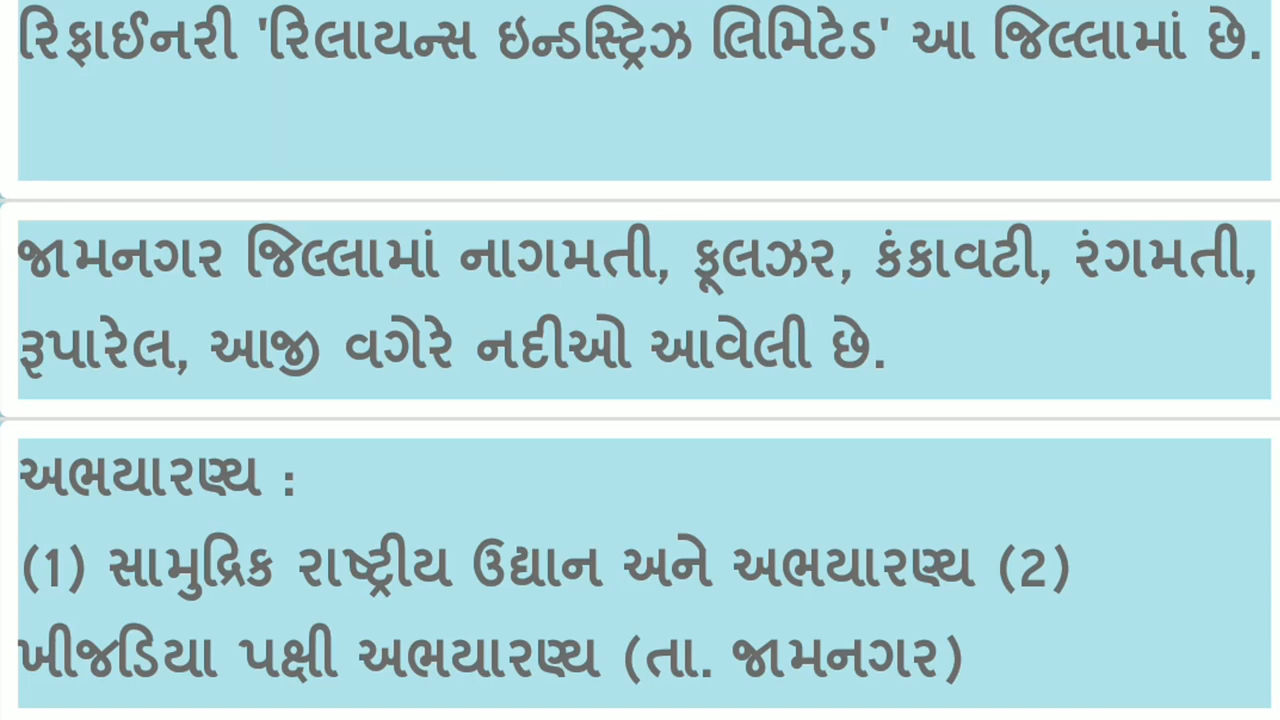 રિફાઈનરી 'રિલાયન્સ ઇન્ડસ્ટ્રિઝ લિમિટેડ' આ જિલ્લામાં છે.
જામનગર જિલ્લામાં નાગમતી, ફૂલઝર, કંકાવટી, રંગમતી,
રૂપારેલ, આજી વગેરે નદીઓ આવેલી છે.
અભયારણ્ય :
(1) સામુદ્રિક રાષ્ટ્રીય ઉદ્યાન અને અભયારણ્ય (2)
ખીજડિયા પક્ષી અભયારણ્ય (તા. જામનગર)